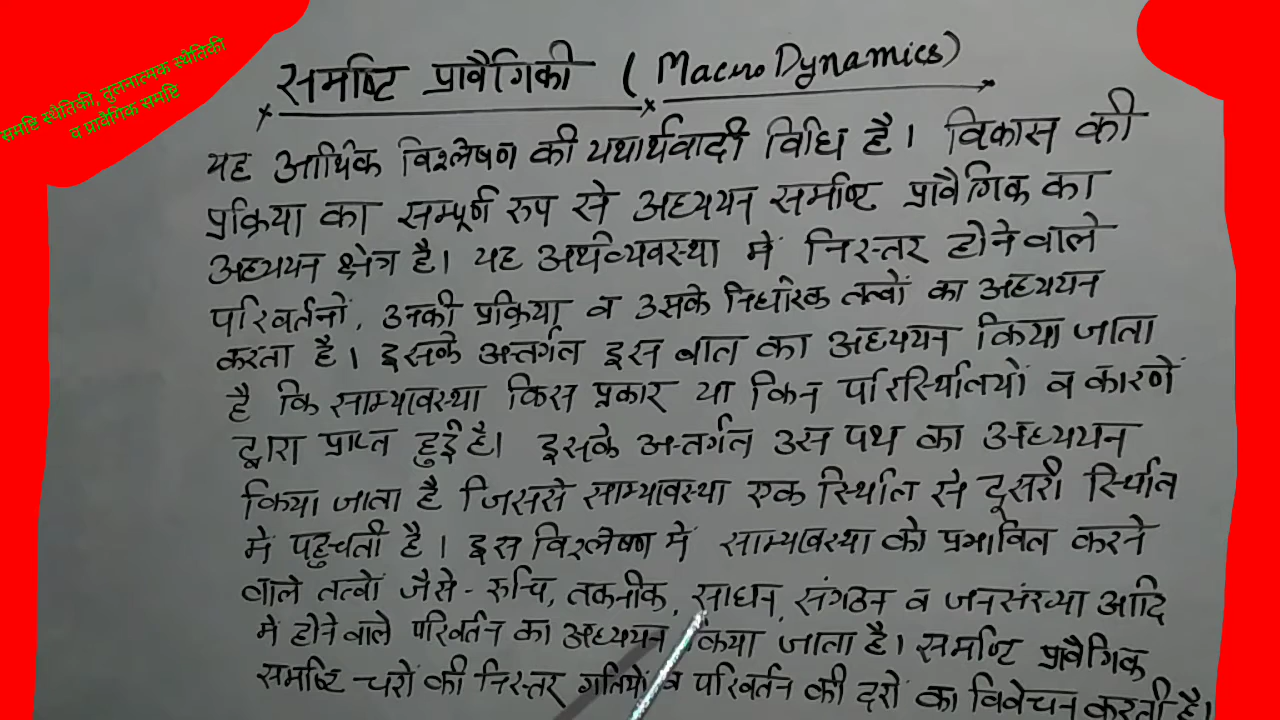 समष्टि स्थैतिकी, तुलनात्मक स्थैतिकी
व प्रावैगिक समष्टि
समष्टि प्रावैगिकी (Macro Dynamics)
यह आर्थिक विश्लेषण की यथार्थवादी विधि है। विकास की
प्रक्रिया का सम्पूर्ण रुप से अध्ययन समष्टि प्रावैगिक का
अध्ययन क्षेत्र है। यह अर्थव्यवस्था में निरन्तर होने वाले
परिवर्तनों, उनकी प्रक्रिया व उसके निर्धारक तत्वों का अध्ययन
करता है। इसके अन्तर्गत इस बात का अध्ययन किया जाता
है कि साम्यावस्था किस प्रकार या किन परिस्थितियों व कारणों
द्वारा प्राप्त हुई है। इसके अन्तर्गत उस पथ का अध्ययन
किया जाता है जिससे साम्यावस्था एक स्थिति से दूसरी स्थिति
में पहुचती है। इस विश्लेषण में साम्यावस्था को प्रभावित करने
वाले तत्वों जैसे - रुचि, तकनीक, साधन, संगठन व जनसंख्या आदि
में होने वाले परिवर्तन का अध्ययन किया जाता है। समष्टि प्रावैगिक
समष्टि चरों की निरन्तर गतियों व परिवर्तन की दरों का विवेचन करती है।